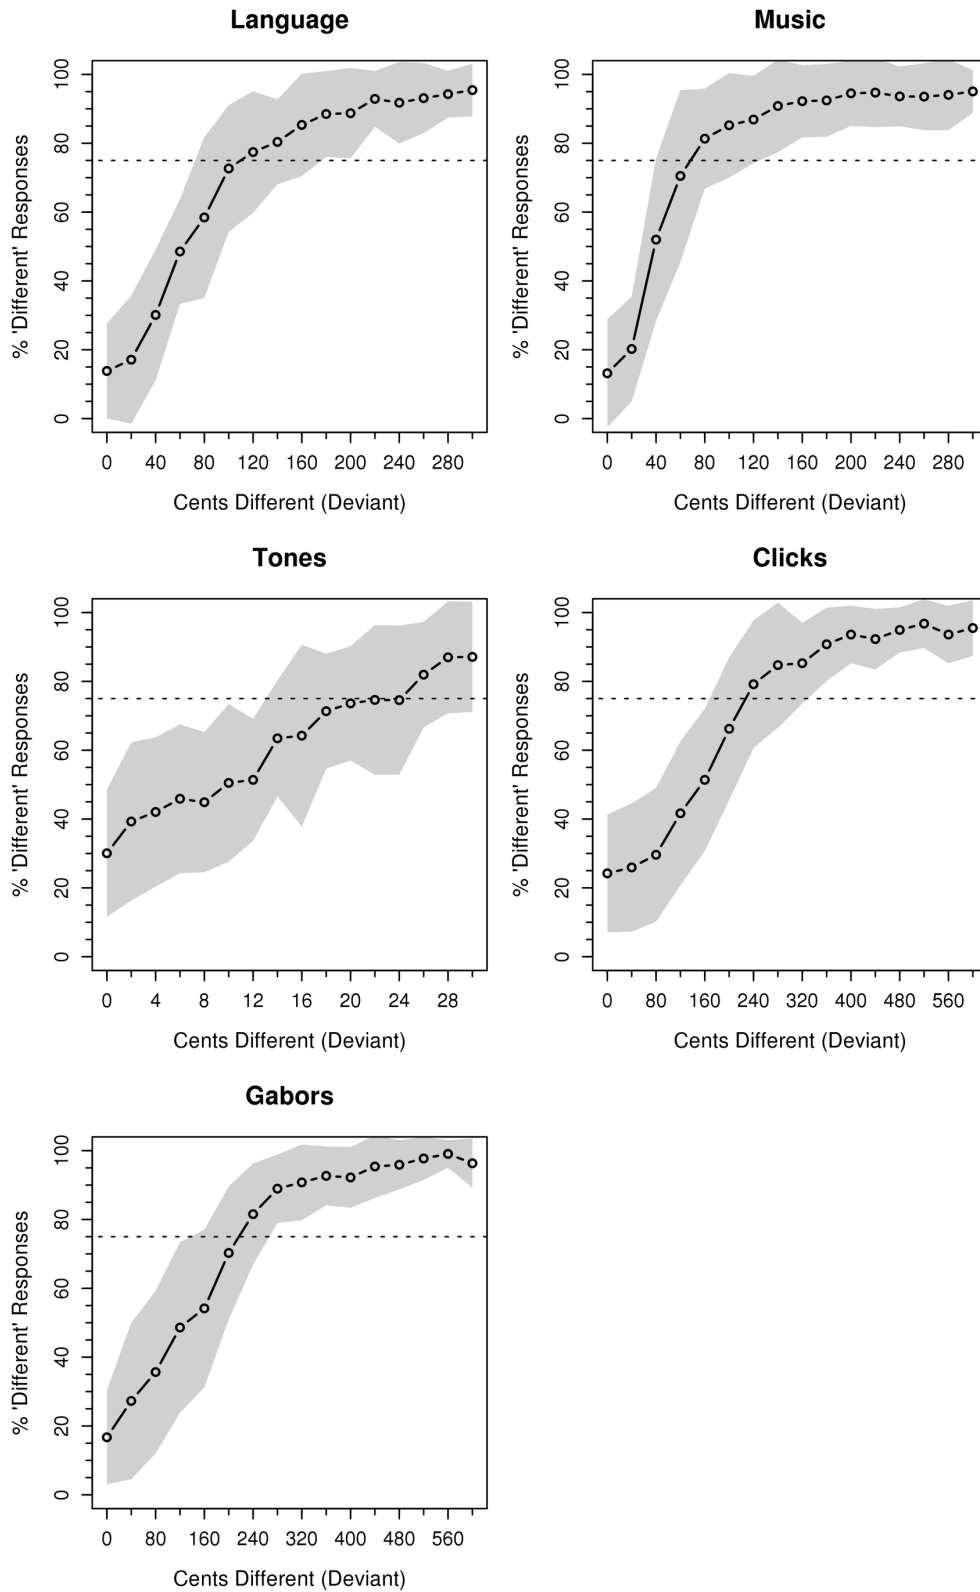 Language
% 'Different' Responses
100
80
60
40
20
0
0 40 80 120 160 200 240 280
Cents Different (Deviant)
Music
% 'Different' Responses
100
80
60
40
20
0
0 40 80 120 160 200 240 280
Cents Different (Deviant)
Tones
% 'Different' Responses
100
80
60
40
20
0
0 4 8 12 16 20 24 28
Cents Different (Deviant)
Clicks
% 'Different' Responses
100
80
60
40
20
0
0 80 160 240 320 400 480 560
Cents Different (Deviant)
Gabors
% 'Different' Responses
100
80
60
40
20
0
0 80 160 240 320 400 480 560
Cents Different (Deviant)